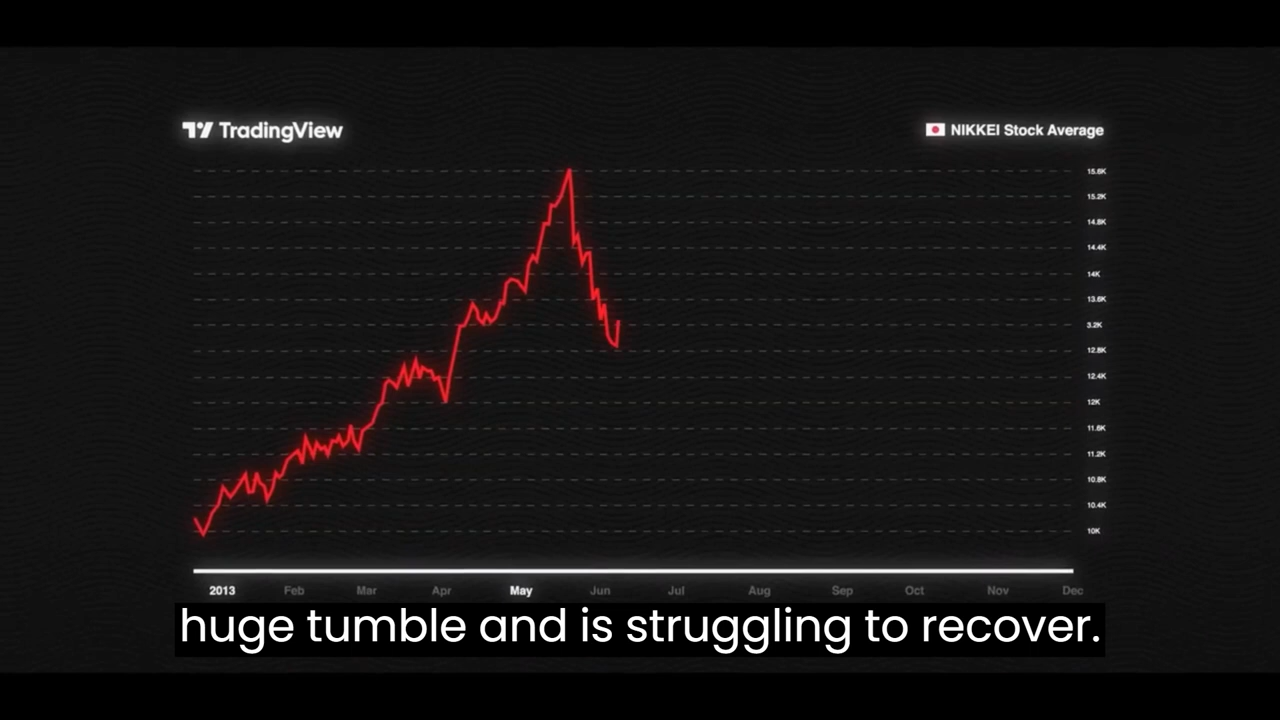 TradingView
NIKKEI Stock Average
15.6K
15.2K
14.8K
14.4K
14K
13.6K
3.2K
12.8K
12.4K
12K
11.6K
11.2K
10.8K
10.4K
10K
2013 Feb Mar Apr May Jun Jul Aug Sep Oct Nov Dec
huge tumble and is struggling to recover.